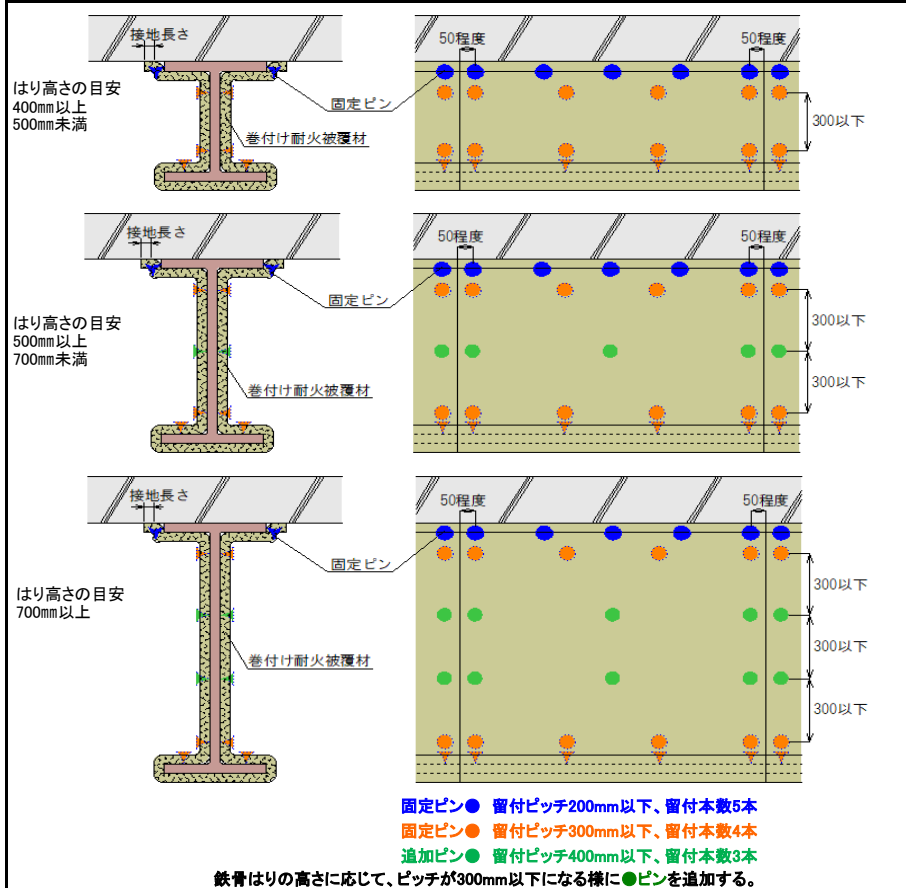 接地長さ
50程度
50程度
はり高さの目安
400mm以上
500mm未満
固定ピン
巻付け耐火被覆材
300以下
接地長さ
50程度
50程度
はり高さの目安
500mm以上
700mm未満
固定ピン
巻付け耐火被覆材
300以下
300以下
接地長さ
50程度
50程度
はり高さの目安
700mm以上
固定ピン
巻付け耐火被覆材
300以下
300以下
300以下
固定ピン● 留付ピッチ200mm以下、留付本数5本
固定ピン● 留付ピッチ300mm以下、留付本数4本
追加ピン● 留付ピッチ400mm以下、留付本数3本
鉄骨はりの高さに応じて、ピッチが300mm以下になる様に●ピンを追加する。